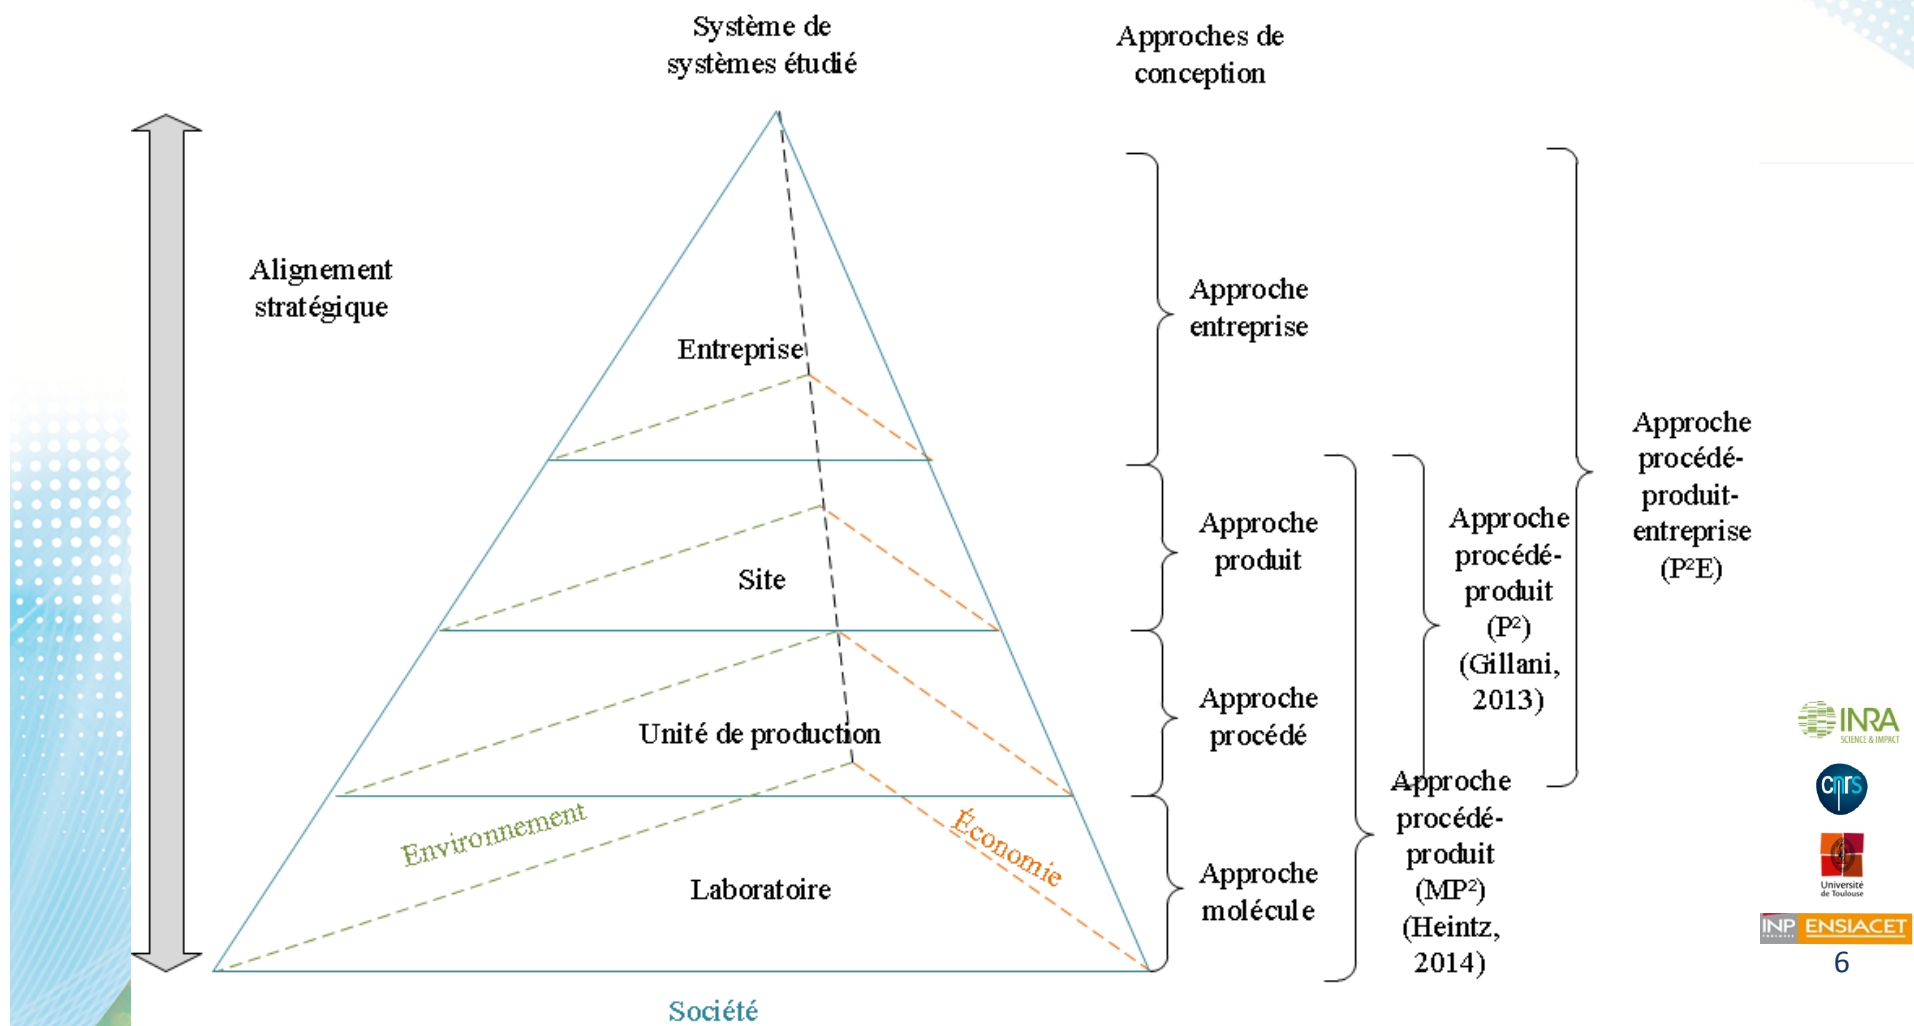 Système de
systèmes étudié
Approches de
conception
Alignement
stratégique
Entreprise
Site
Unité de production
Laboratoire
Environnement
Économie
Société
Approche
entreprise
Approche
produit
Approche
procédé
Approche
molécule
Approche
procédé-
produit
(MP²)
(Heintz,
2014)
Approche
procédé-
produit
(P²)
(Gillani,
2013)
Approche
procédé-
produit-
entreprise
(P²E)
INRA
SCIENCE & IMPACT
cnrs
Université
de Toulouse
INP ENSIACET
TOULOUSE
6